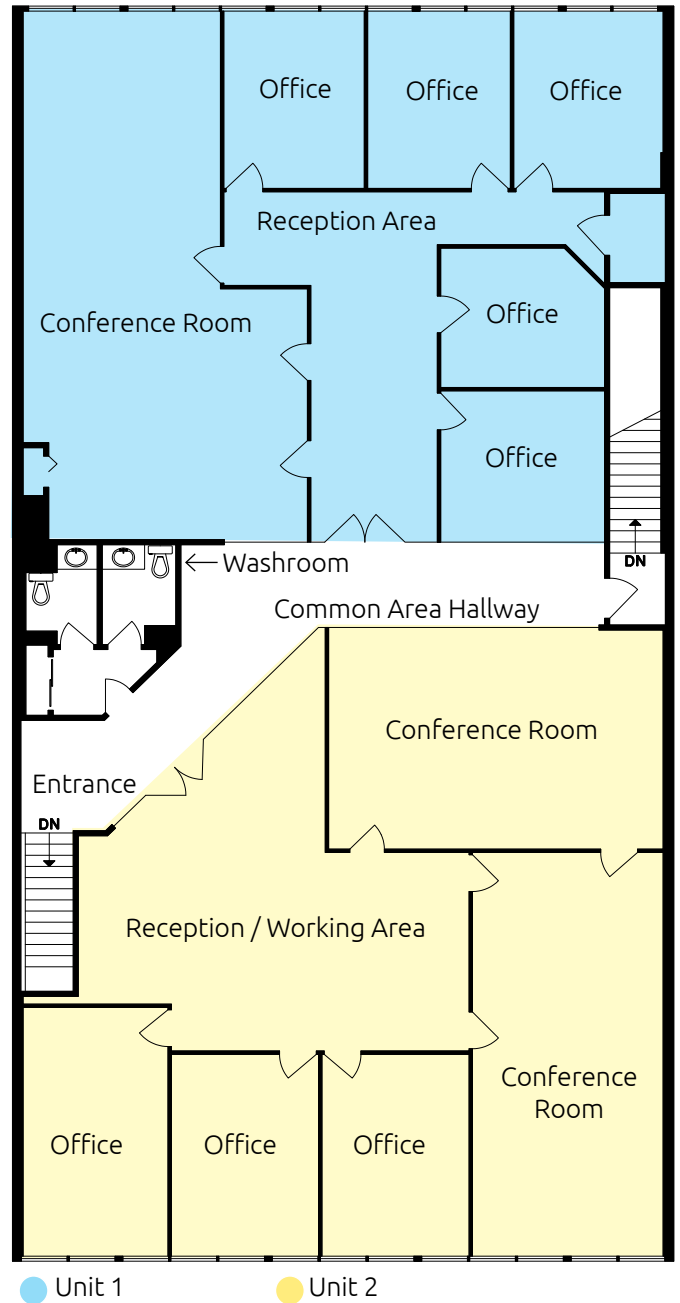 Office
Office
Office
Reception Area
Office
Conference Room
Office
Washroom
DN
Common Area Hallway
Conference Room
Entrance
DN
Reception / Working Area
Conference
Room
Office
Office
Office
Unit 1
Unit 2